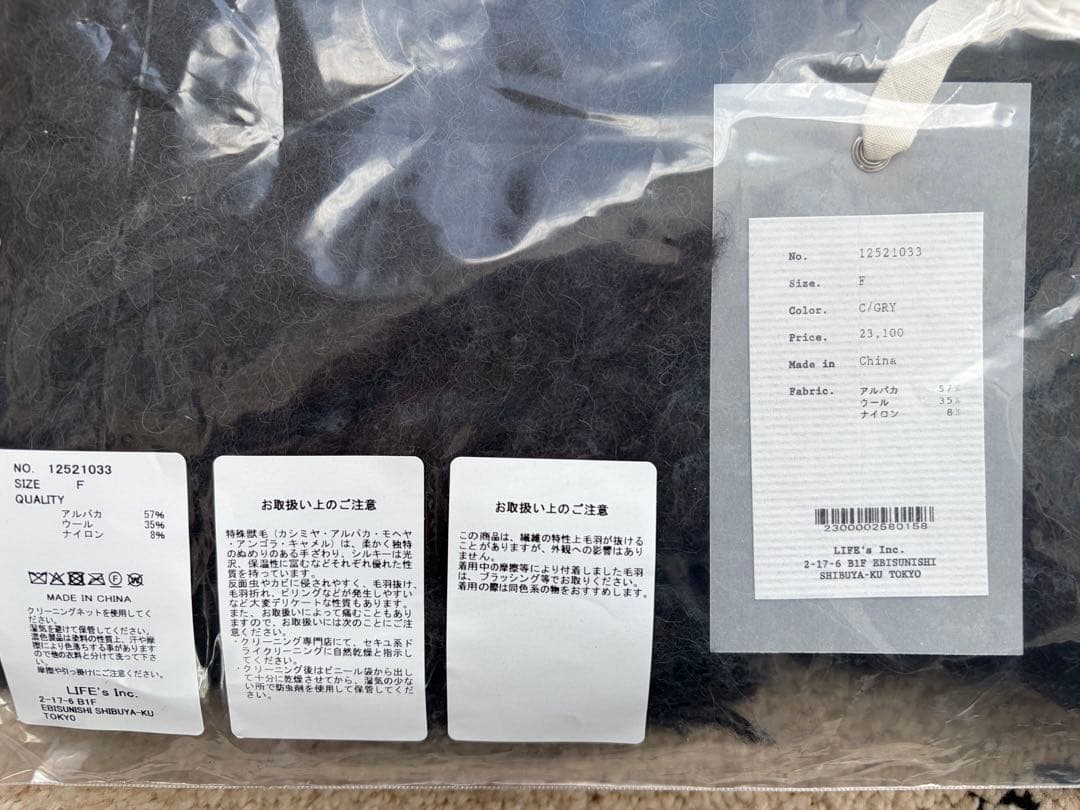 No. 12521033
Size. F
Color. C/GRY
Price. 23,100
Made in China
Fabric. アルパカ 57%
ウール 35%
ナイロン 8%
2300002580158
LIFE's Inc.
2-17-6 B1F EBISUNISHI
SHIBUYA-KU TOKYO
NO. 12521033
SIZE F
QUALITY
アルパカ 57%
ウール 35%
ナイロン 8%
MADE IN CHINA
クリーニングネットを使用してく
ださい。
湿気を避けて保管してください。
濃色製品は染料の性質上、汗や摩
擦により色落ちする事があります
ので他の衣料と分けて洗って下さ
い。
摩擦や引っ掛けにご注意ください。
LIFE's Inc.
2-17-6 B1F
EBISUNISHI SHIBUYA-KU
TOKYO
お取扱い上のご注意
特殊獣毛（カシミヤ・アルパカ・モヘヤ
・アンゴラ・キャメル）は、柔かく独特
のぬめりのある手ざわり、シルキーは光
沢、保温性に富むなどそれぞれ優れた性
質を持っています。
反面虫やカビに侵されやすく、毛羽抜け、
毛羽折れ、ピリングなどが発生しやすい
など大変デリケートな性質もあります。
また、お取扱いによって痛むこともあり
ますので、お取扱いには次のことにご注
意ください。
・クリーニング専門店にて、セキユ系ド
ライクリーニングに自然乾燥と指示し
てください。
・クリーニング後はビニール袋から出し
て十分に乾燥させてから、湿気の少な
い所で防虫剤を使用して保管してくだ
さい。
お取扱い上のご注意
この商品は、繊維の特性上毛羽が抜ける
ことがありますが、外観への影響はあり
ません。
着用中の摩擦等により付着しました毛羽
は、ブラッシング等でお取りください。
着用の際は同色系の物をおすすめします。